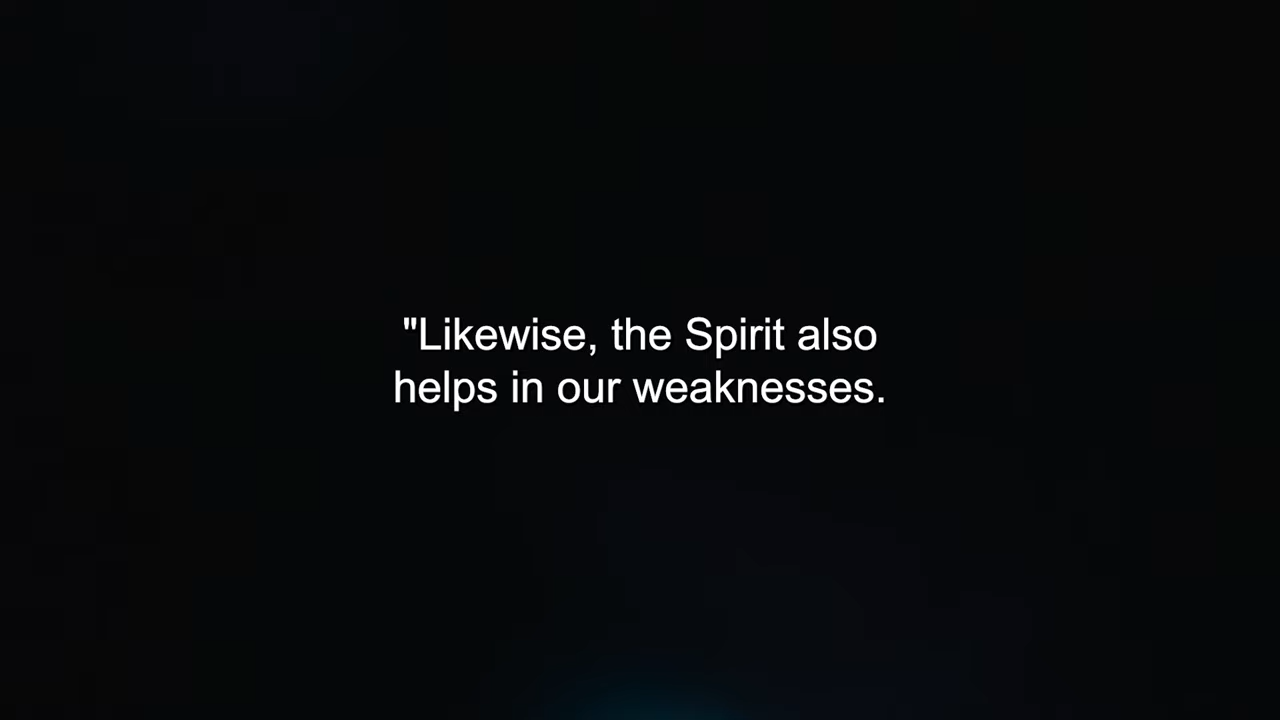 "Likewise, the Spirit also
helps in our weaknesses.